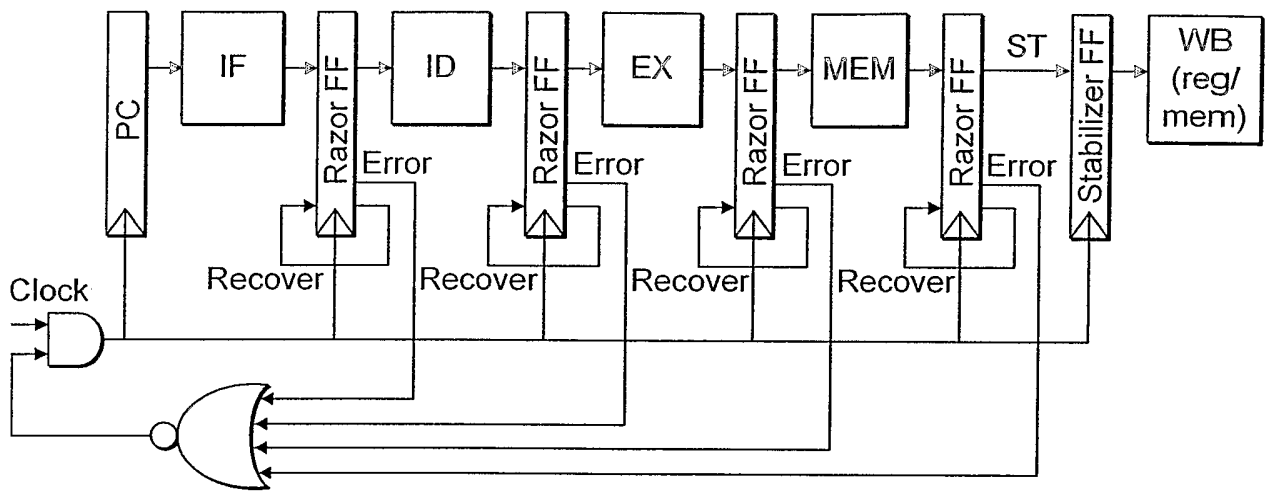 PC
IF
Razor FF
ID
Razor FF
EX
Razor FF
MEM
Razor FF
ST
Stabilizer FF
WB
(reg/
mem)
Error
Error
Error
Error
Recover
Recover
Recover
Recover
Clock